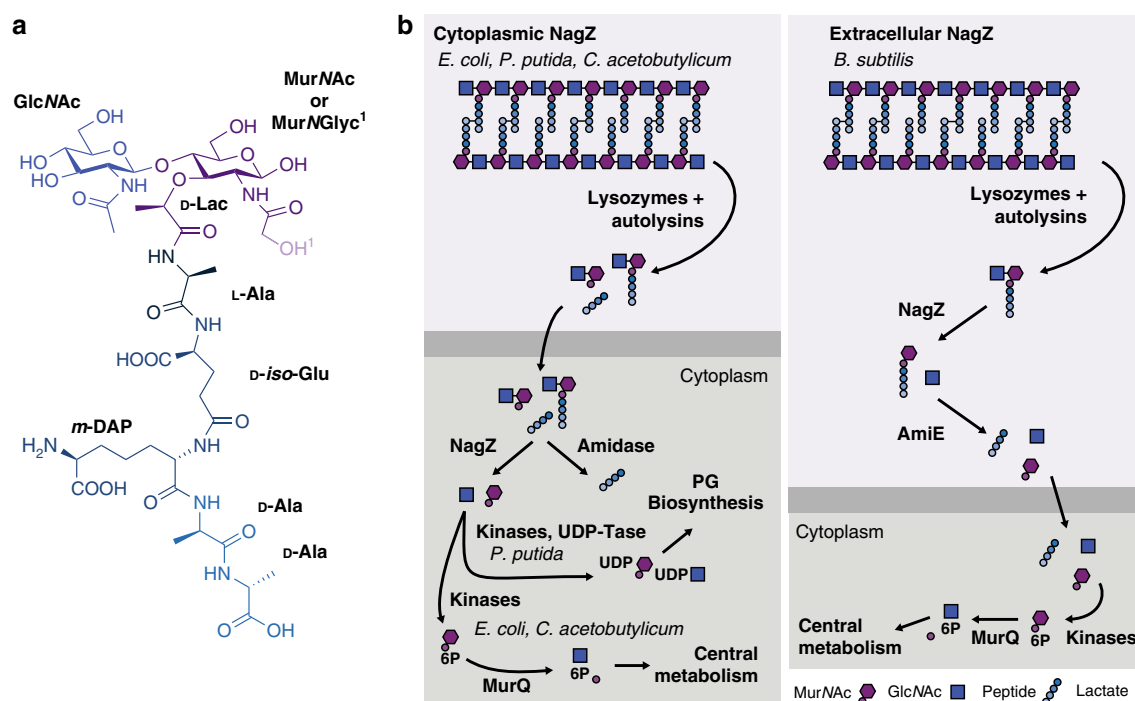 a
GlcNAc
MurNAc
or
MurNGlyc¹
OH
OH
HO
HO
O
O
O
O
OH
NH
O
O
NH
O
D-Lac
O
OH¹
HN
O
L-Ala
O
NH
HOOC
D-iso-Glu
m-DAP
O
H₂N
NH
COOH
O
NH
D-Ala
O
D-Ala
HN
O
OH
b
Cytoplasmic NagZ
E. coli, P. putida, C. acetobutylicum
Lysozymes +
autolysins
Cytoplasm
NagZ
Amidase
PG
Biosynthesis
Kinases, UDP-Tase
P. putida
UDP
UDP
Kinases
E. coli, C. acetobutylicum
6P
MurQ
6P
Central
metabolism
Extracellular NagZ
B. subtilis
Lysozymes +
autolysins
NagZ
AmiE
Cytoplasm
Central
metabolism
6P
MurQ
6P
Kinases
MurNAc
GlcNAc
Peptide
Lactate